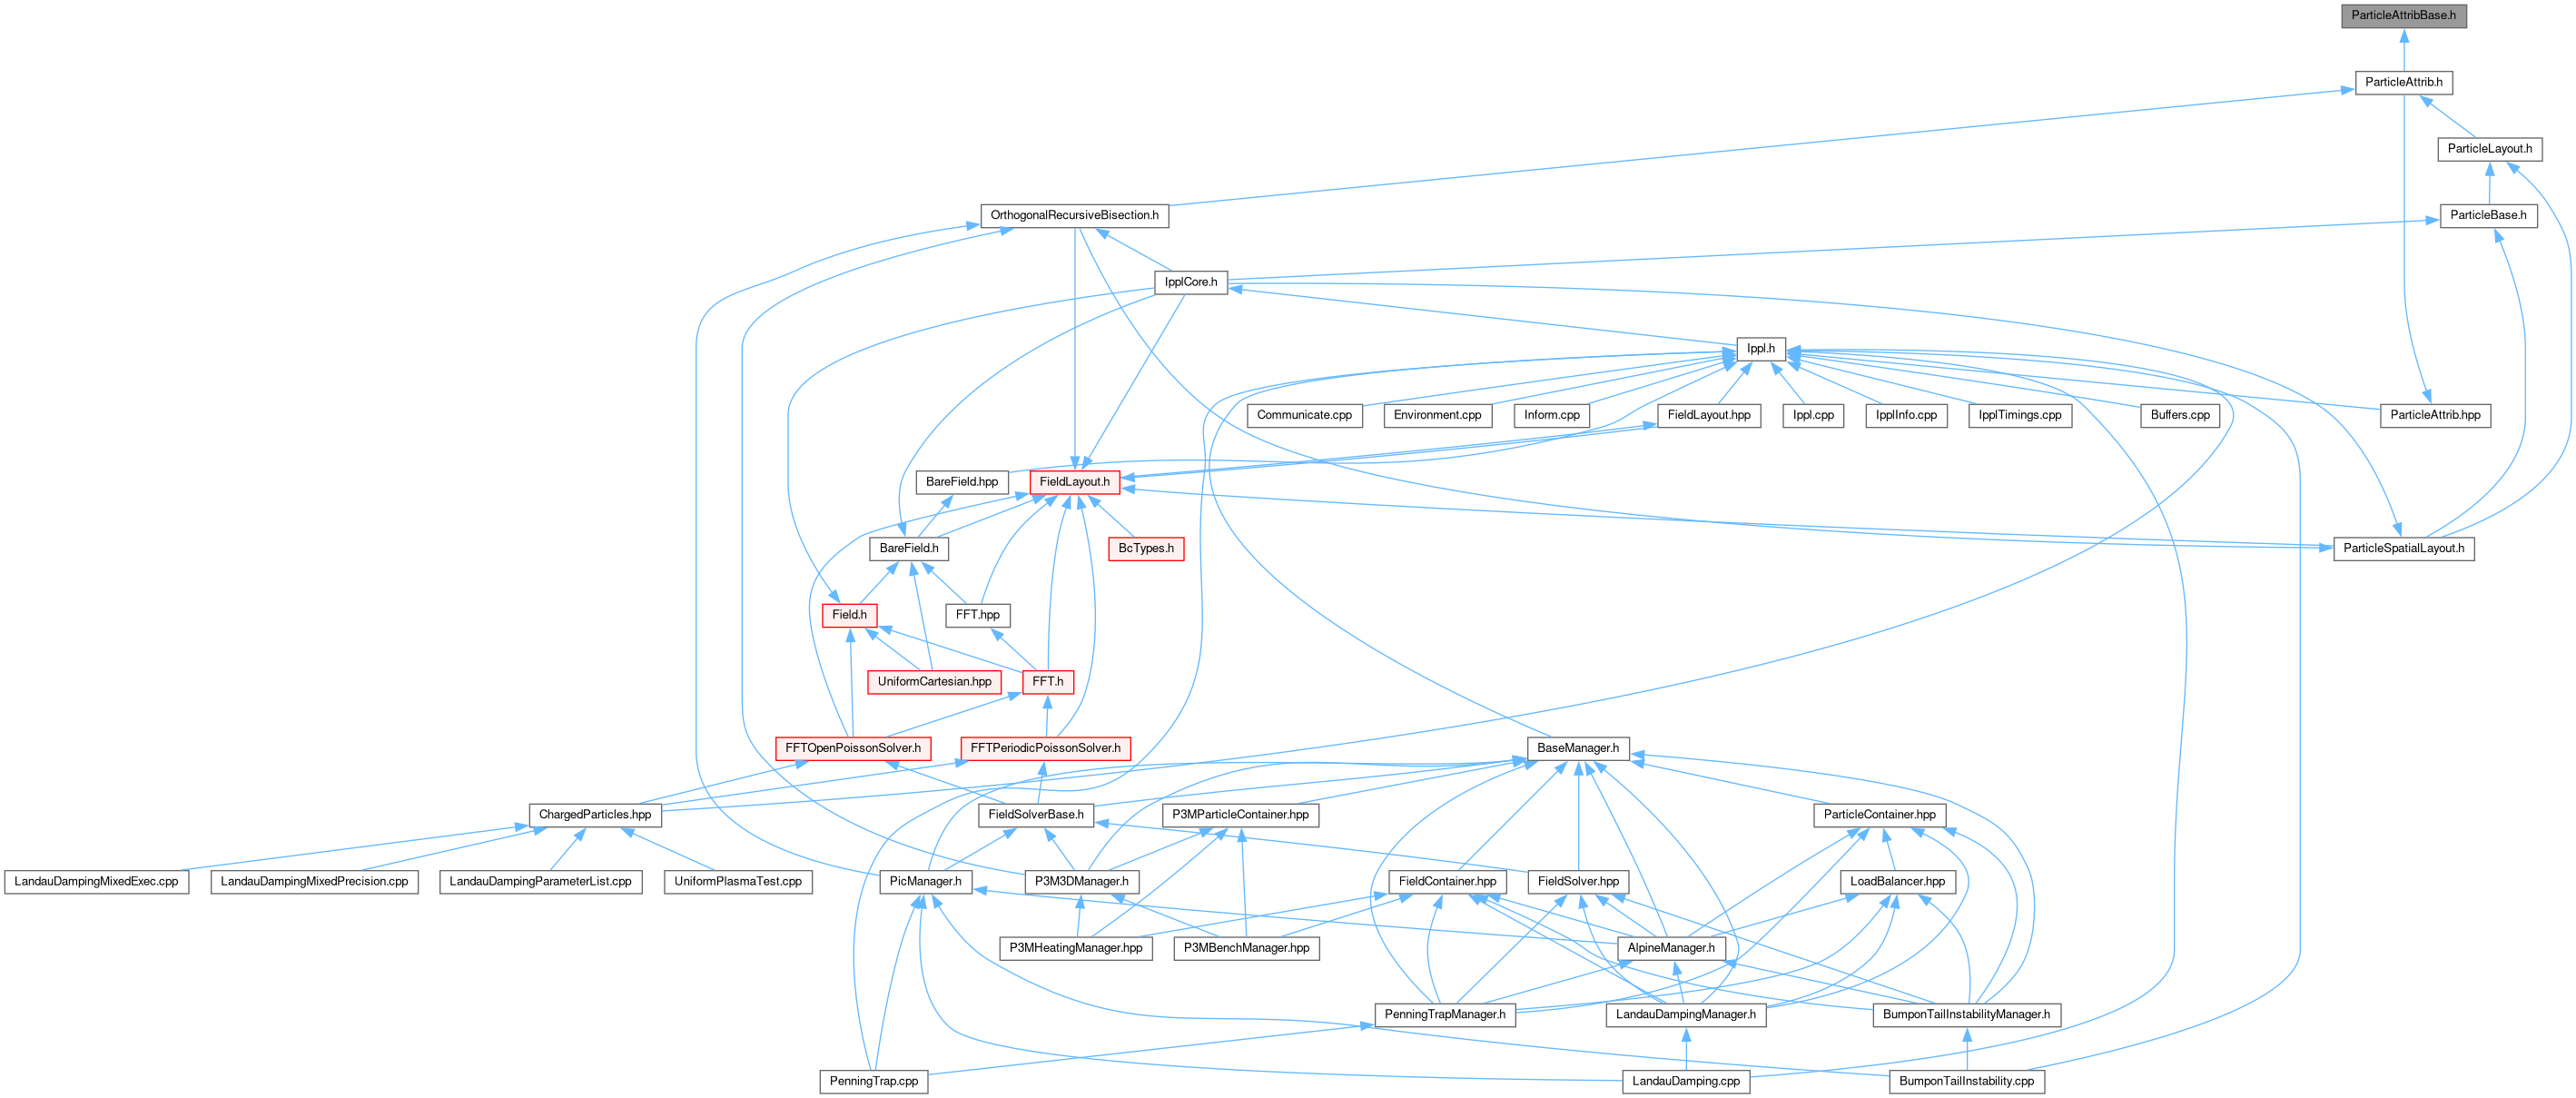 ParticleAttribBase.h
ParticleAttrib.h
ParticleLayout.h
OrthogonalRecursiveBisection.h
ParticleBase.h
IpplCore.h
Ippl.h
Communicate.cpp
Environment.cpp
Inform.cpp
FieldLayout.hpp
Ippl.cpp
IpplInfo.cpp
IpplTimings.cpp
Buffers.cpp
ParticleAttrib.hpp
BareField.hpp
FieldLayout.h
BareField.h
BcTypes.h
ParticleSpatialLayout.h
Field.h
FFT.hpp
UniformCartesian.hpp
FFT.h
FFTOpenPoissonSolver.h
FFTPeriodicPoissonSolver.h
BaseManager.h
ChargedParticles.hpp
FieldSolverBase.h
P3MParticleContainer.hpp
ParticleContainer.hpp
LandauDampingMixedExec.cpp
LandauDampingMixedPrecision.cpp
LandauDampingParameterList.cpp
UniformPlasmaTest.cpp
PicManager.h
P3M3DManager.h
FieldContainer.hpp
FieldSolver.hpp
LoadBalancer.hpp
P3MHeatingManager.hpp
P3MBenchManager.hpp
AlpineManager.h
PenningTrapManager.h
LandauDampingManager.h
BumponTailInstabilityManager.h
PenningTrap.cpp
LandauDamping.cpp
BumponTailInstability.cpp